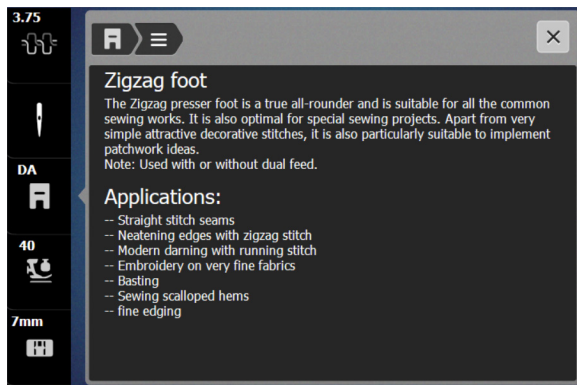 3.75
DA
40
7mm
Zigzag foot
The Zigzag presser foot is a true all-rounder and is suitable for all the common
sewing works. It is also optimal for special sewing projects. Apart from very
simple attractive decorative stitches, it is also particularly suitable to implement
patchwork ideas.
Note: Used with or without dual feed.
Applications:
-- Straight stitch seams
-- Neatening edges with zigzag stitch
-- Modern darning with running stitch
-- Embroidery on very fine fabrics
-- Basting
-- Sewing scalloped hems
-- fine edging